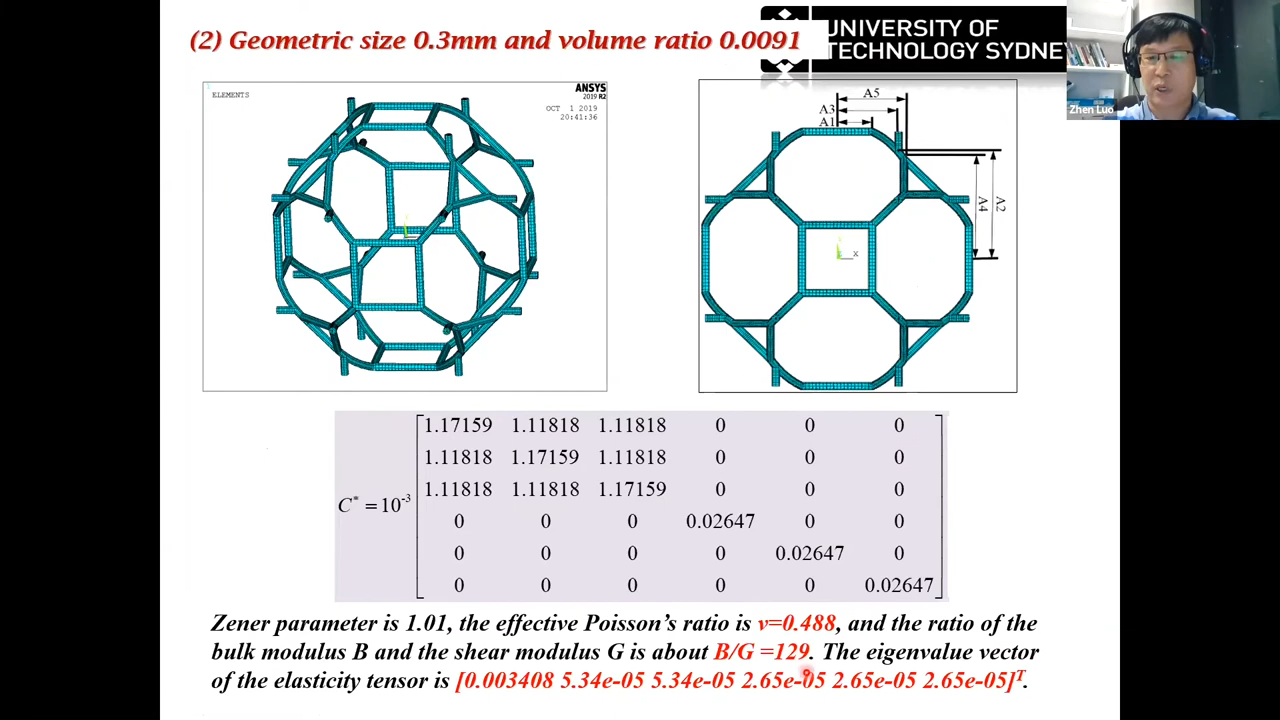 (2) Geometric size 0.3mm and volume ratio 0.0091
UNIVERSITY OF
TECHNOLOGY SYDNEY
Zhen Luo
1
ELEMENTS
ANSYS
2019 R2
OCT 1 2019
20:41:36
A5
A3
A1
A4
A2
X
C* =10-3
1.17159 1.11818 1.11818 0 0 0
1.11818 1.17159 1.11818 0 0 0
1.11818 1.11818 1.17159 0 0 0
0 0 0 0.02647 0 0
0 0 0 0 0.02647 0
0 0 0 0 0 0.02647
Zener parameter is 1.01, the effective Poisson's ratio is v=0.488, and the ratio of the
bulk modulus B and the shear modulus G is about B/G =129. The eigenvalue vector
of the elasticity tensor is [0.003408 5.34e-05 5.34e-05 2.65e-05 2.65e-05 2.65e-05]T.